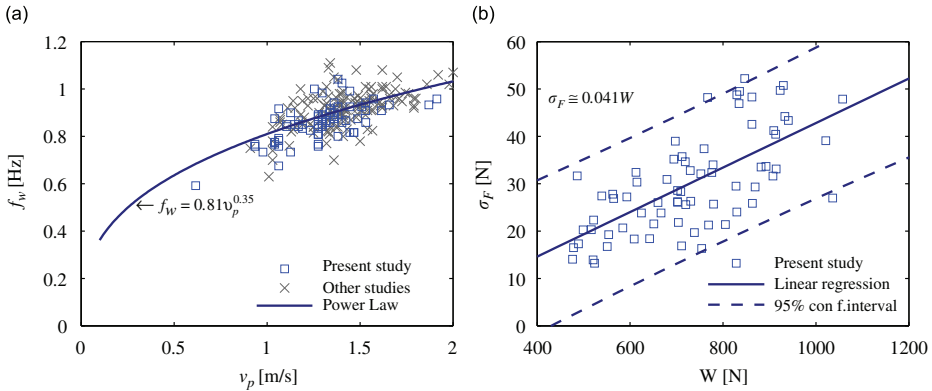 (a)
1.2
1
0.8
0.6
0.4
0.2
0
f_w [Hz]
← f_W = 0.81υ_p^0.35
Present study
Other studies
Power Law
0
0.5
1
1.5
2
v_p [m/s]
(b)
60
50
40
30
20
10
0
σ_F [N]
σ_F ≅ 0.041W
Present study
Linear regression
95% con f.interval
400
600
800
1000
1200
W [N]